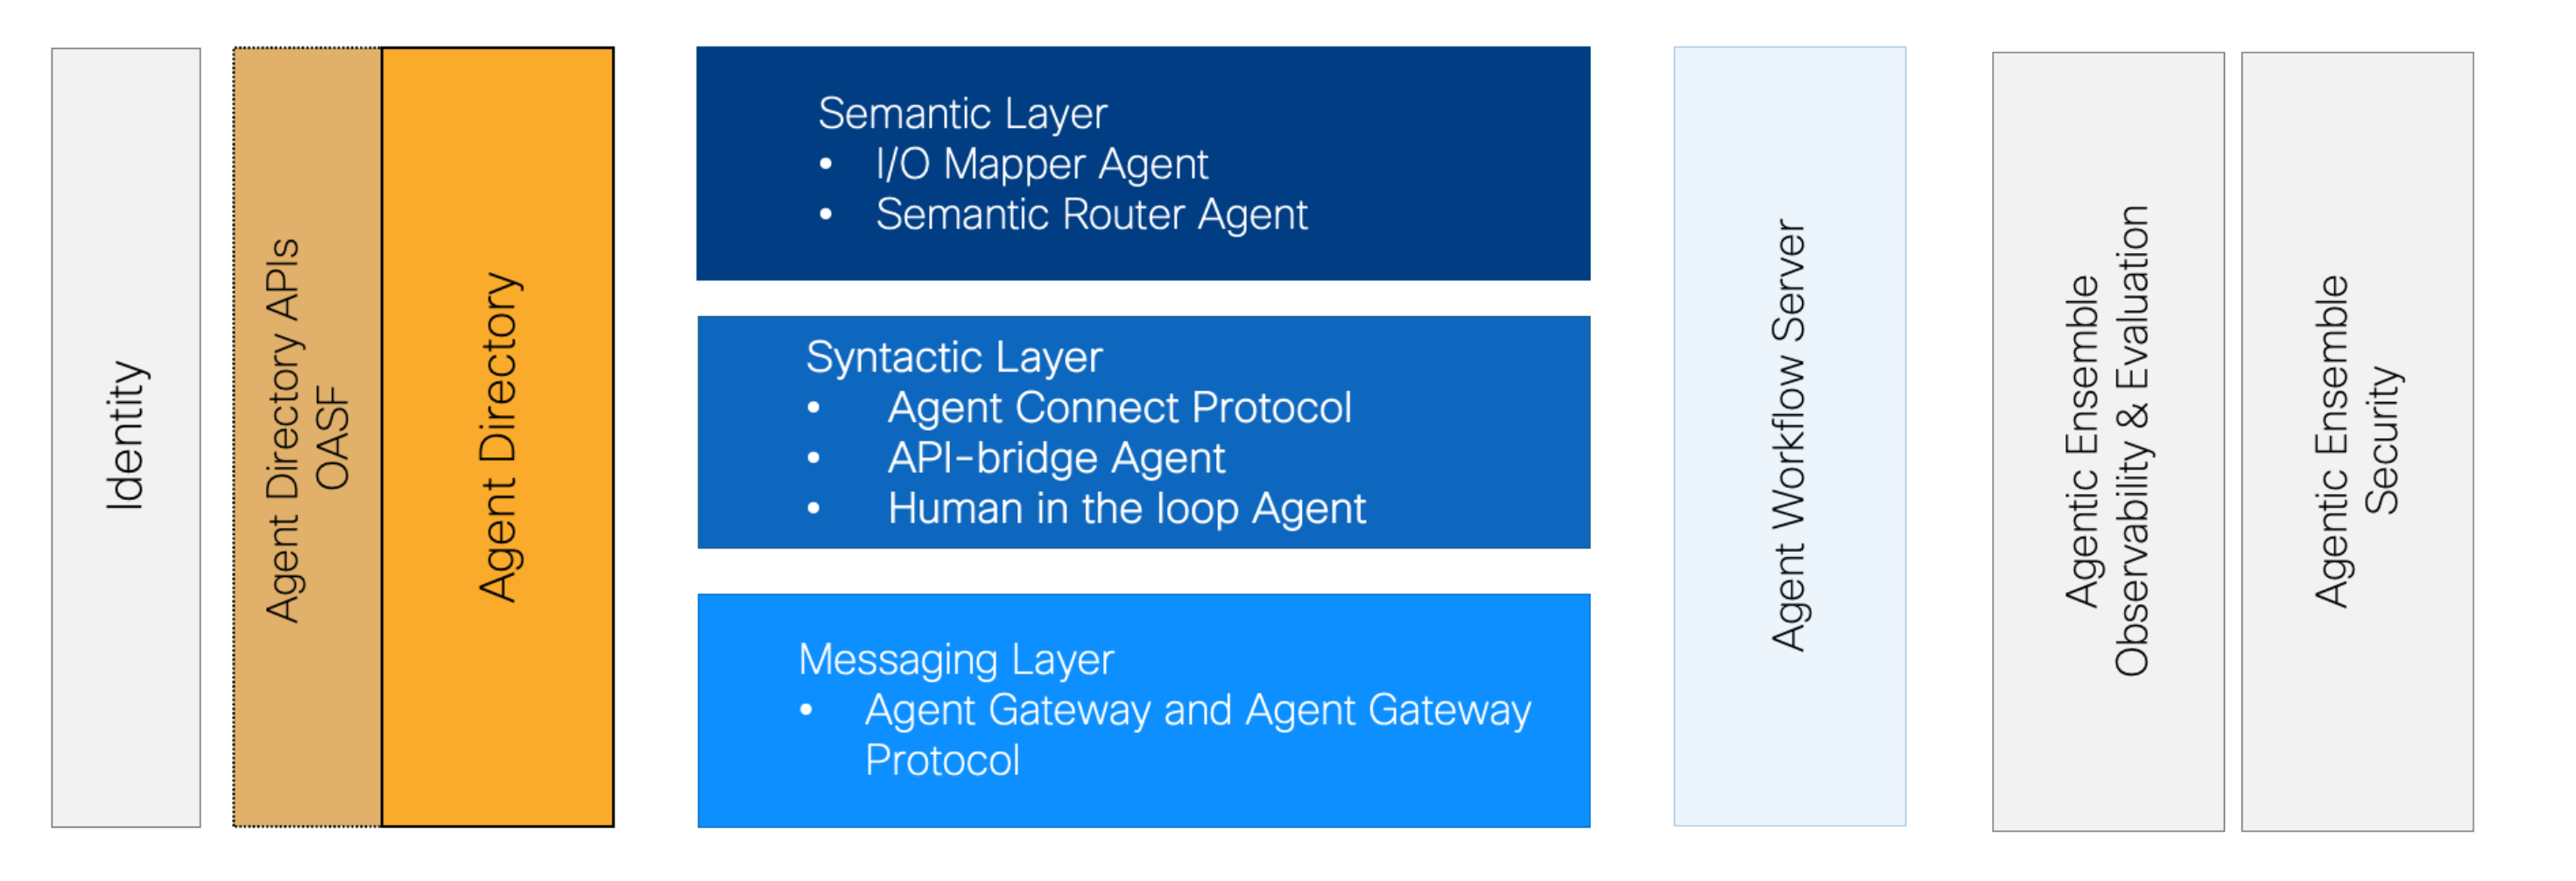 Identity
Agent Directory APIs
OASF
Agent Directory
Semantic Layer
• I/O Mapper Agent
• Semantic Router Agent
Syntactic Layer
• Agent Connect Protocol
• API-bridge Agent
• Human in the loop Agent
Messaging Layer
• Agent Gateway and Agent Gateway
Protocol
Agent Workflow Server
Agentic Ensemble
Observability & Evaluation
Agentic Ensemble
Security